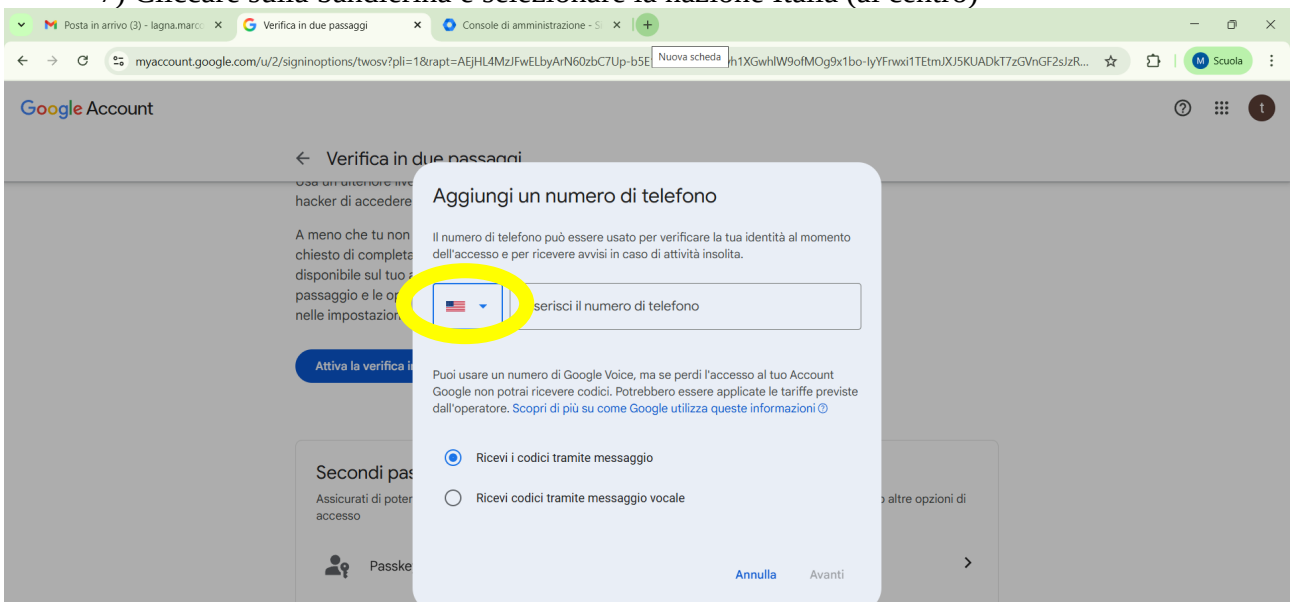 7) Cliccare sulla bandierina e selezionare la nazione Italia (al centro)
Posta in arrivo (3) - lagna.marco
Verifica in due passaggi
Console di amministrazione - S
Nuova scheda
myaccount.google.com/u/2/signinoptions/twosv?pli=1&rapt=
Scuola
Google Account
Verifica in due passaggi
hacker di accedere
A meno che tu non
chiesto di completa
disponibile sul tuo
passaggio e le
nelle impostazion
Attiva la verifica i
Aggiungi un numero di telefono
Il numero di telefono può essere usato per verificare la tua identità al momento
dell'accesso e per ricevere avvisi in caso di attività insolita.
serisci il numero di telefono
Puoi usare un numero di Google Voice, ma se perdi l'accesso al tuo Account
Google non potrai ricevere codici. Potrebbero essere applicate le tariffe previste
dall'operatore. Scopri di più su come Google utilizza queste informazioni
Ricevi i codici tramite messaggio
Ricevi codici tramite messaggio vocale
Annulla Avanti
Secondi pas
Assicurati di poter
accesso
altre opzioni di
Passke